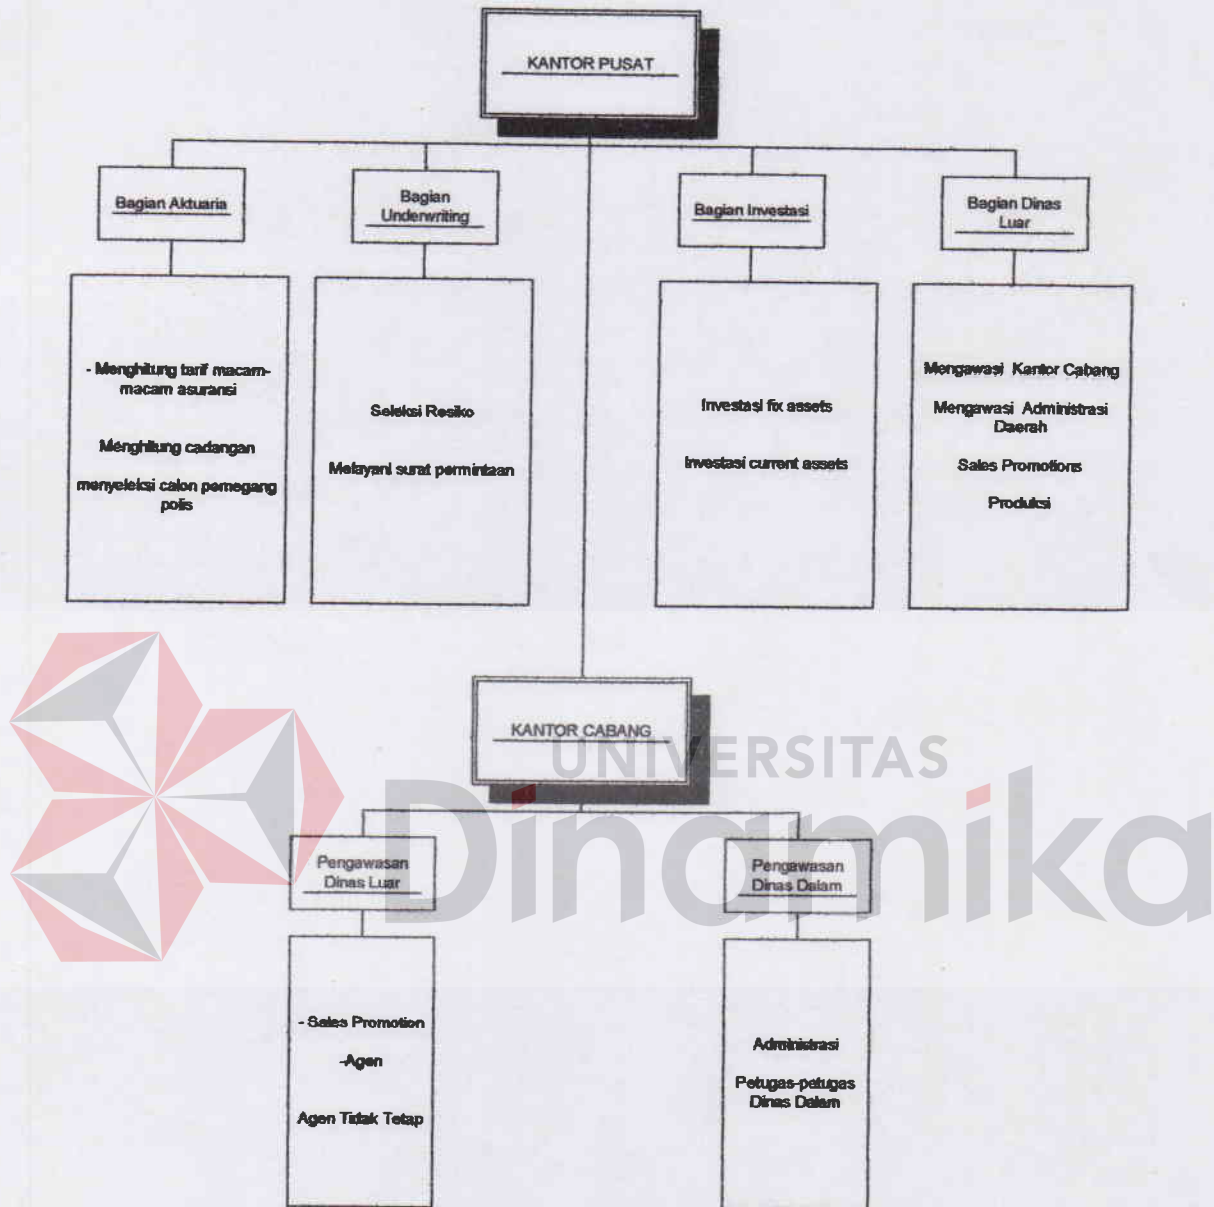 KANTOR PUSAT
Bagian Aktuaria
Bagian
Underwriting
Bagian Investasi
Bagian Dinas
Luar
- Menghitung tarif macam-
macam asuransi
Menghitung cadangan
menyeleksi calon pemegang
polis
Seleksi Resiko
Melayani surat permintaan
Investasi fix assets
Investasi current assets
Mengawasi Kantor Cabang
Mengawasi Administrasi
Daerah
Sales Promotions
Produksi
KANTOR CABANG
UNIVERSITAS
Dinamika
Pengawasan
Dinas Luar
Pengawasan
Dinas Dalam
- Sales Promotion
-Agen
Agen Tidak Tetap
Administrasi
Petugas-petugas
Dinas Dalam